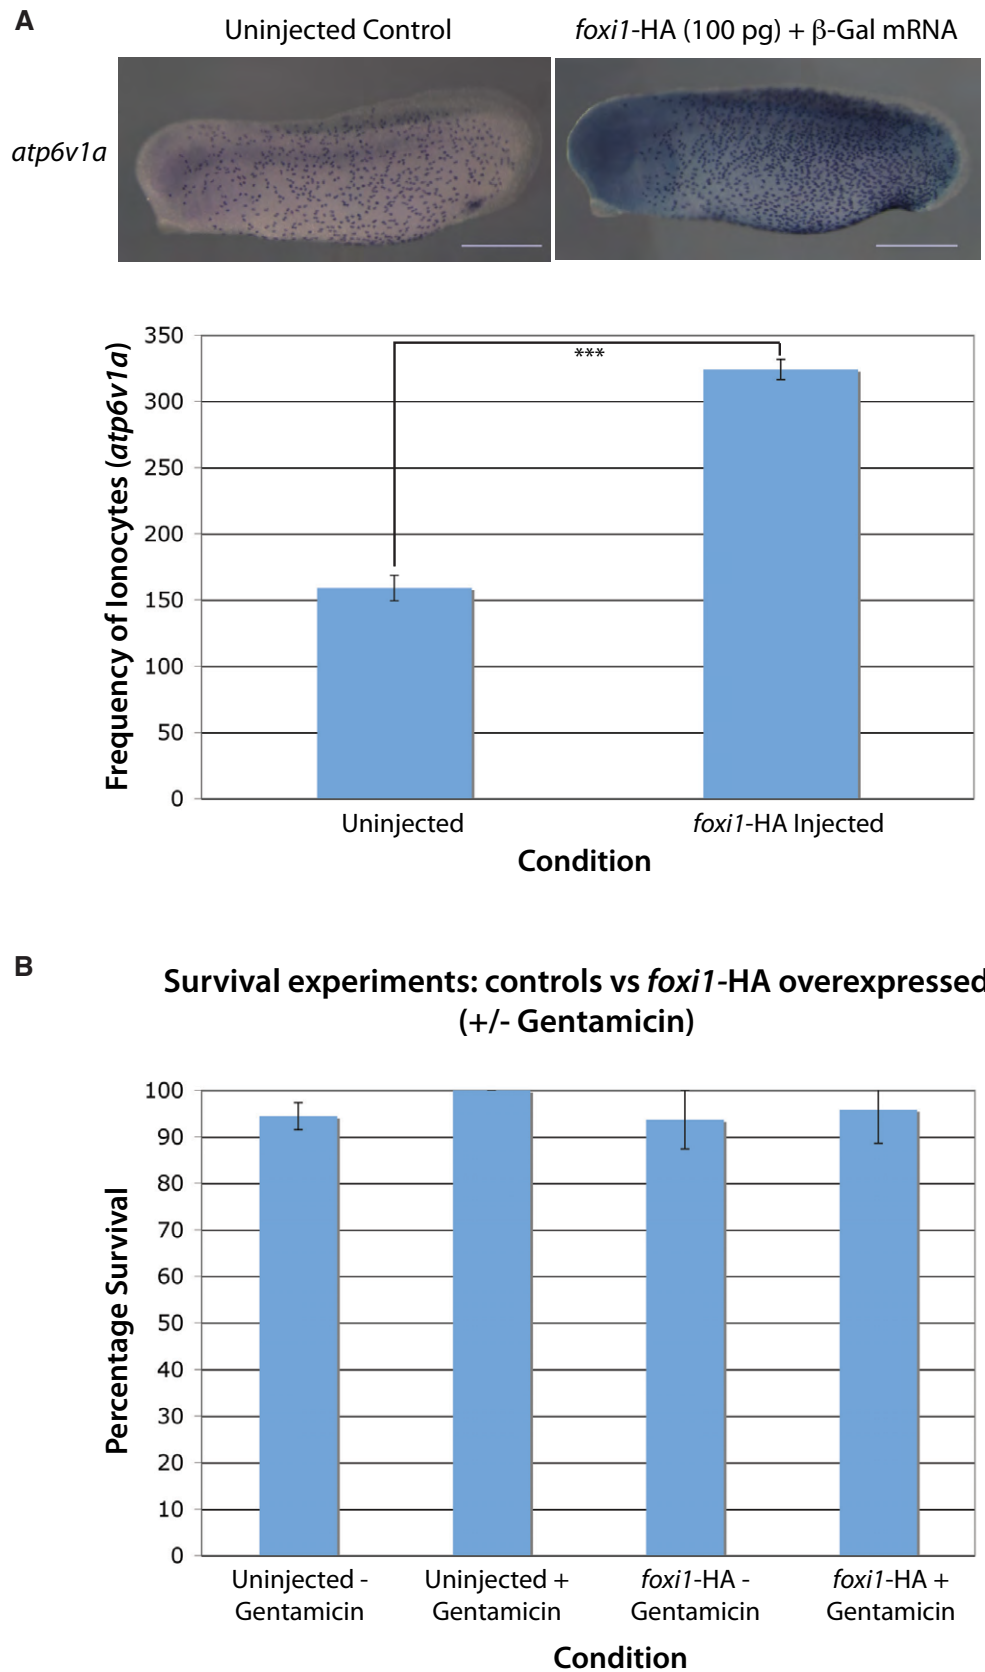 A
Uninjected Control
foxi1-HA (100 pg) + β-Gal mRNA
atp6v1a
350
300
250
200
150
100
50
0
***
Frequency of Ionocytes (atp6v1a)
Uninjected
foxi1-HA Injected
Condition
B
Survival experiments: controls vs foxi1-HA overexpressed
(+/- Gentamicin)
100
90
80
70
60
50
40
30
20
10
0
Percentage Survival
Uninjected -
Gentamicin
Uninjected +
Gentamicin
foxi1-HA -
Gentamicin
foxi1-HA +
Gentamicin
Condition